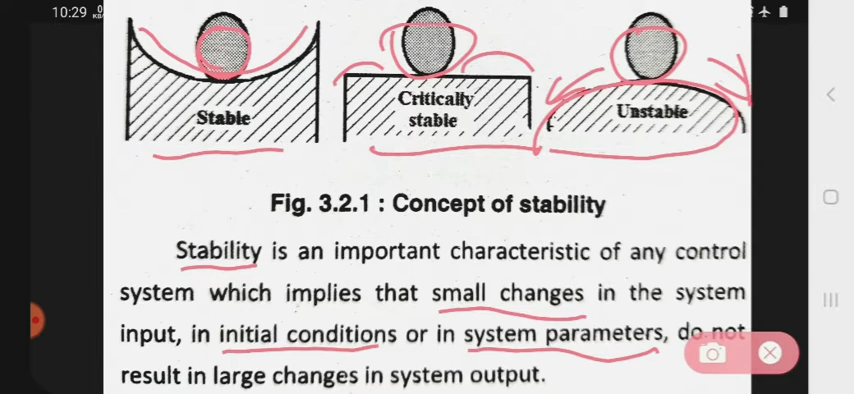 10:29
Stable
Critically
stable
Unstable
Fig. 3.2.1 : Concept of stability
Stability is an important characteristic of any control
system which implies that small changes in the system
input, in initial conditions or in system parameters, do not
result in large changes in system output.